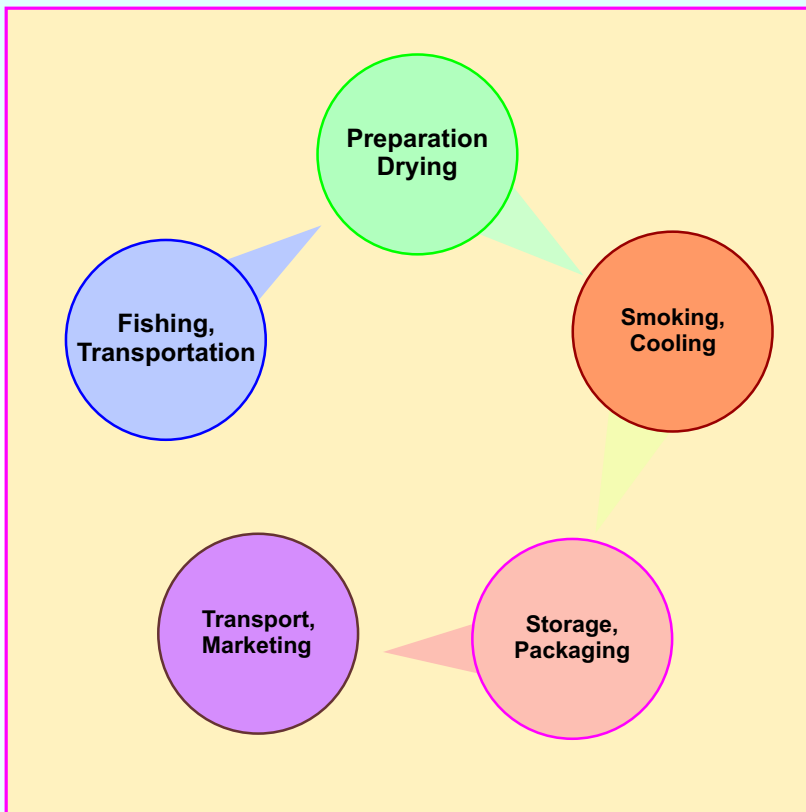 Preparation
Drying
Fishing,
Transportation
Smoking,
Cooling
Storage,
Packaging
Transport,
Marketing